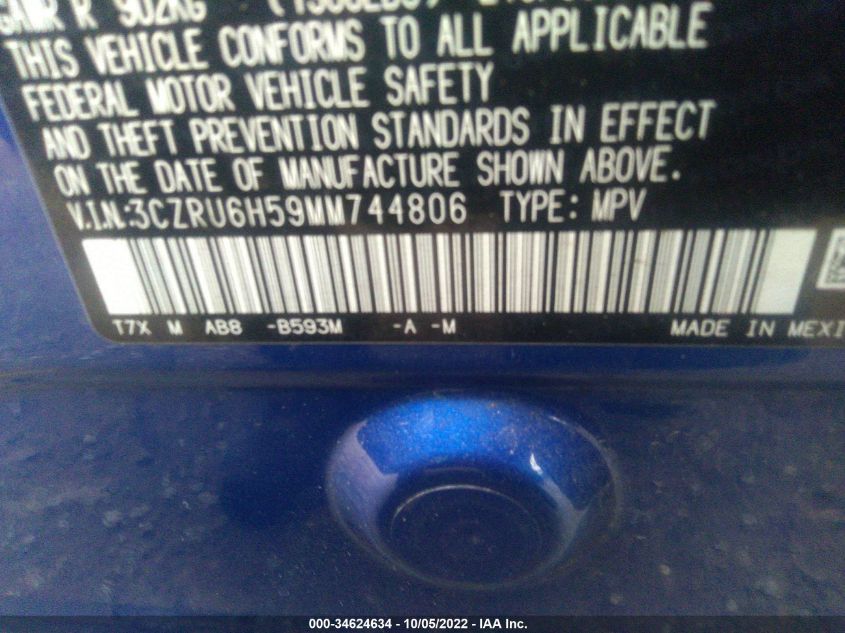 GAWR R 902KG
THIS VEHICLE CONFORMS TO ALL APPLICABLE
FEDERAL MOTOR VEHICLE SAFETY
AND THEFT PREVENTION STANDARDS IN EFFECT
ON THE DATE OF MANUFACTURE SHOWN ABOVE.
V.I.N.:3CZRU6H59MM744806 TYPE: MPV
T7X M AB8 -B593M -A -M MADE IN MEXI
000-34624634 - 10/05/2022 - IAA Inc.